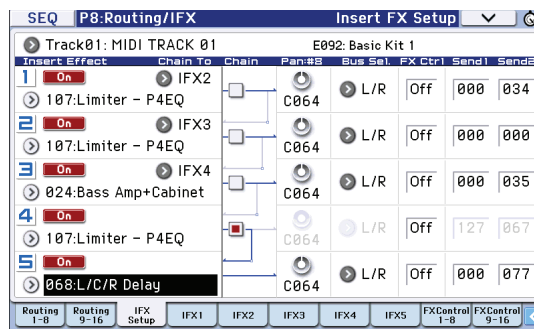 SEQ P8:Routing/IFX Insert FX Setup
Track01: MIDI TRACK 01 E092: Basic Kit 1
Insert Effect Chain To Chain Pan:#8 Bus Sel. FX Ctrl Send1 Send2
1 On IFX2
107:Limiter – P4EQ C064 L/R Off 000 034
2 On IFX3
107:Limiter – P4EQ C064 L/R Off 000 000
3 On IFX4
024:Bass Amp+Cabinet C064 L/R Off 000 035
4 On
107:Limiter – P4EQ C064 L/R Off 127 067
5 On
068:L/C/R Delay C064 L/R Off 000 077
Routing 1-8 Routing 9-16 IFX Setup IFX1 IFX2 IFX3 IFX4 IFX5 FXControl 1-8 FXControl 9-16